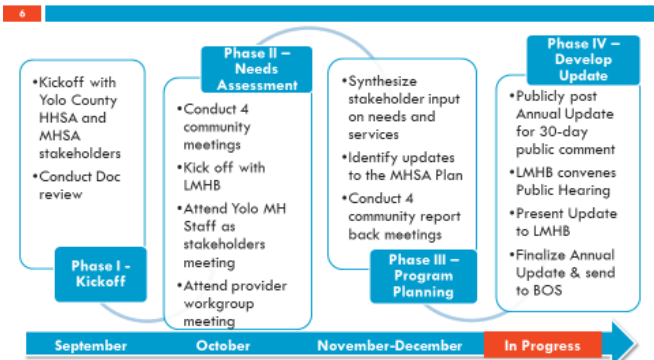 6
•Kickoff with
Yolo County
HHSA and
MHSA
stakeholders
•Conduct Doc
review
Phase I -
Kickoff
Phase II –
Needs
Assessment
•Conduct 4
community
meetings
•Kick off with
LMHB
•Attend Yolo MH
Staff as
stakeholders
meeting
•Attend provider
workgroup
meeting
•Synthesize
stakeholder input
on needs and
services
•Identify updates
to the MHSA Plan
•Conduct 4
community report
back meetings
Phase III –
Program
Planning
Phase IV –
Develop
Update
•Publicly post
Annual Update
for 30-day
public comment
•LMHB convenes
Public Hearing
•Present Update
to LMHB
•Finalize Annual
Update & send
to BOS
September
October
November-December
In Progress